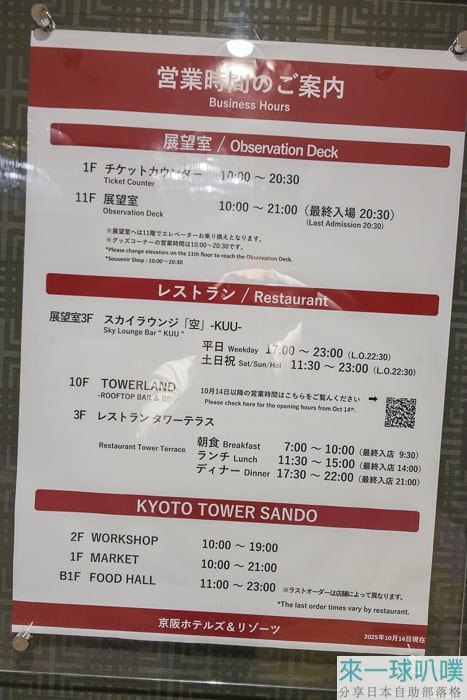 営業時間のご案内
Business Hours
展望室 / Observation Deck
1F チケットカウンター 10:00 ～ 20:30
Ticket Counter
11F 展望室 10:00 ～ 21:00（最終入場 20:30）
Observation Deck (Last Admission 20:30)
※展望室へは11階でエレベーターお乗り換えとなります。
※グッズコーナーの営業時間は10:00～20:30です。
*Please change elevators on the 11th floor to reach the Observation Deck.
*Souvenir Shop : 10:00～20:30
レストラン / Restaurant
展望室3F スカイラウンジ「空」-KUU-
Sky Lounge Bar " KUU "
平日 Weekday 17:00 ～ 23:00（L.O.22:30）
土日祝 Sat/Sun/Hol 11:30 ～ 23:00（L.O.22:30）
10F TOWERLAND 10月14日以降の営業時間はこちらをご覧ください ➡
-ROOFTOP BAR & BBQ- Please check here for the opening hours from Oct 14th.
3F レストラン タワーテラス
Restaurant Tower Terrace 朝食 Breakfast 7:00 ～ 10:00（最終入店 9:30）
ランチ Lunch 11:30 ～ 15:00（最終入店 14:00）
ディナー Dinner 17:30 ～ 22:00（最終入店 21:00）
KYOTO TOWER SANDO
2F WORKSHOP 10:00 ～ 19:00
1F MARKET 10:00 ～ 21:00
B1F FOOD HALL 11:00 ～ 23:00 ※ラストオーダーは店舗によって異なります。
*The last order times vary by restaurant.
京阪ホテルズ＆リゾーツ
2025年10月14日現在
來一球叭噗
分享日本自助部落格